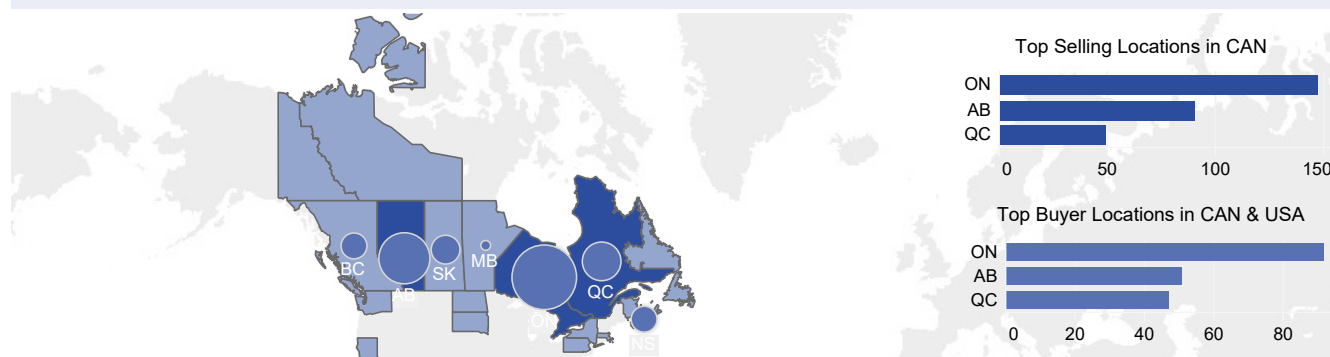 Top Selling Locations in CAN
ON
AB
QC
0 50 100 150
Top Buyer Locations in CAN & USA
ON
AB
QC
0 20 40 60 80
BC
AB
SK
MB
ON
QC
NS